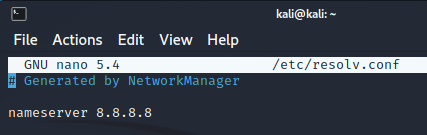 kali@kali: ~
File Actions Edit View Help
GNU nano 5.4 /etc/resolv.conf
# Generated by NetworkManager
nameserver 8.8.8.8